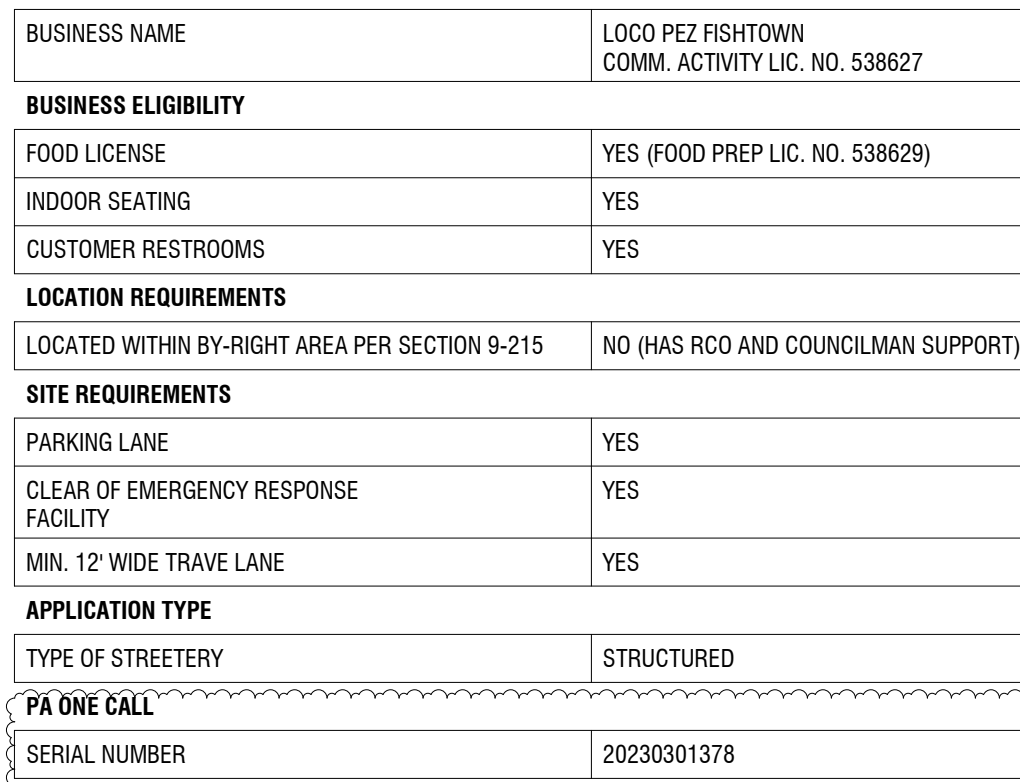 BUSINESS NAME
LOCO PEZ FISHTOWN
COMM. ACTIVITY LIC. NO. 538627
BUSINESS ELIGIBILITY
FOOD LICENSE
YES (FOOD PREP LIC. NO. 538629)
INDOOR SEATING
YES
CUSTOMER RESTROOMS
YES
LOCATION REQUIREMENTS
LOCATED WITHIN BY-RIGHT AREA PER SECTION 9-215
NO (HAS RCO AND COUNCILMAN SUPPORT)
SITE REQUIREMENTS
PARKING LANE
YES
CLEAR OF EMERGENCY RESPONSE
FACILITY
YES
MIN. 12' WIDE TRAVE LANE
YES
APPLICATION TYPE
TYPE OF STREETERY
STRUCTURED
PA ONE CALL
SERIAL NUMBER
20230301378